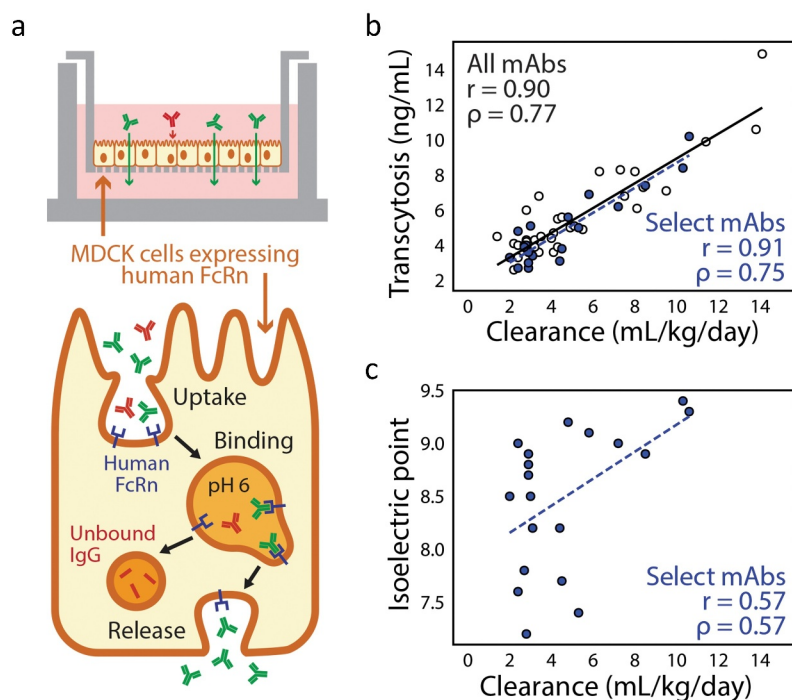 a
MDCK cells expressing
human FcRn
Uptake
Binding
Human
FcRn
pH 6
Unbound
IgG
Release
b
Transcytosis (ng/mL)
14
12
10
8
6
4
2
All mAbs
r = 0.90
ρ = 0.77
Select mAbs
r = 0.91
ρ = 0.75
0 2 4 6 8 10 12 14
Clearance (mL/kg/day)
c
Isoelectric point
9.5
9.0
8.5
8.0
7.5
Select mAbs
r = 0.57
ρ = 0.57
0 2 4 6 8 10 12 14
Clearance (mL/kg/day)